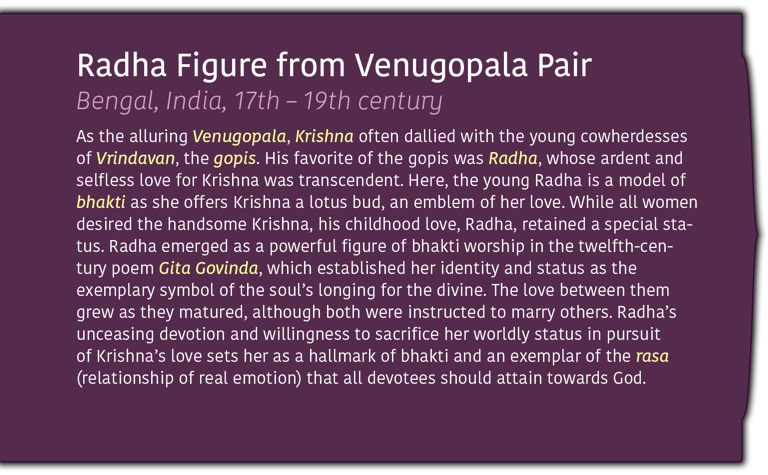 Radha Figure from Venugopala Pair
Bengal, India, 17th – 19th century
As the alluring Venugopala, Krishna often dallied with the young cowherdesses
of Vrindavan, the gopis. His favorite of the gopis was Radha, whose ardent and
selfless love for Krishna was transcendent. Here, the young Radha is a model of
bhakti as she offers Krishna a lotus bud, an emblem of her love. While all women
desired the handsome Krishna, his childhood love, Radha, retained a special sta-
tus. Radha emerged as a powerful figure of bhakti worship in the twelfth-cen-
tury poem Gita Govinda, which established her identity and status as the
exemplary symbol of the soul’s longing for the divine. The love between them
grew as they matured, although both were instructed to marry others. Radha’s
unceasing devotion and willingness to sacrifice her worldly status in pursuit
of Krishna’s love sets her as a hallmark of bhakti and an exemplar of the rasa
(relationship of real emotion) that all devotees should attain towards God.